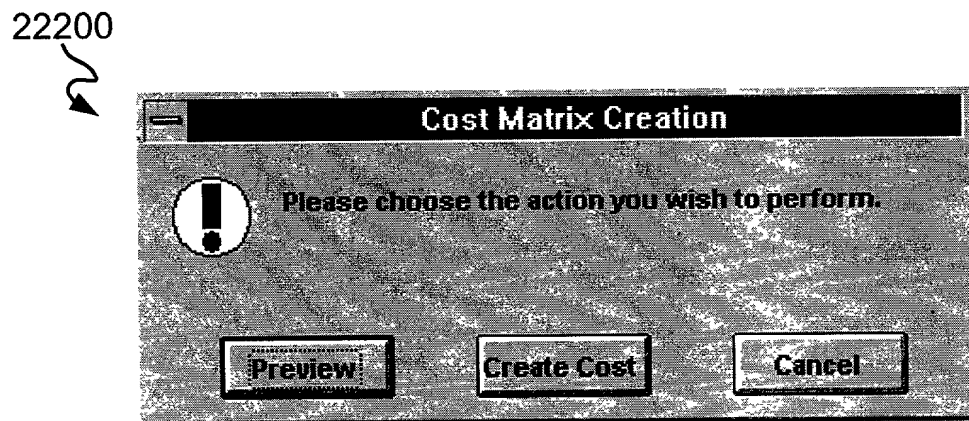 22200
Cost Matrix Creation
Please choose the action you wish to perform.
Preview Create Cost Cancel